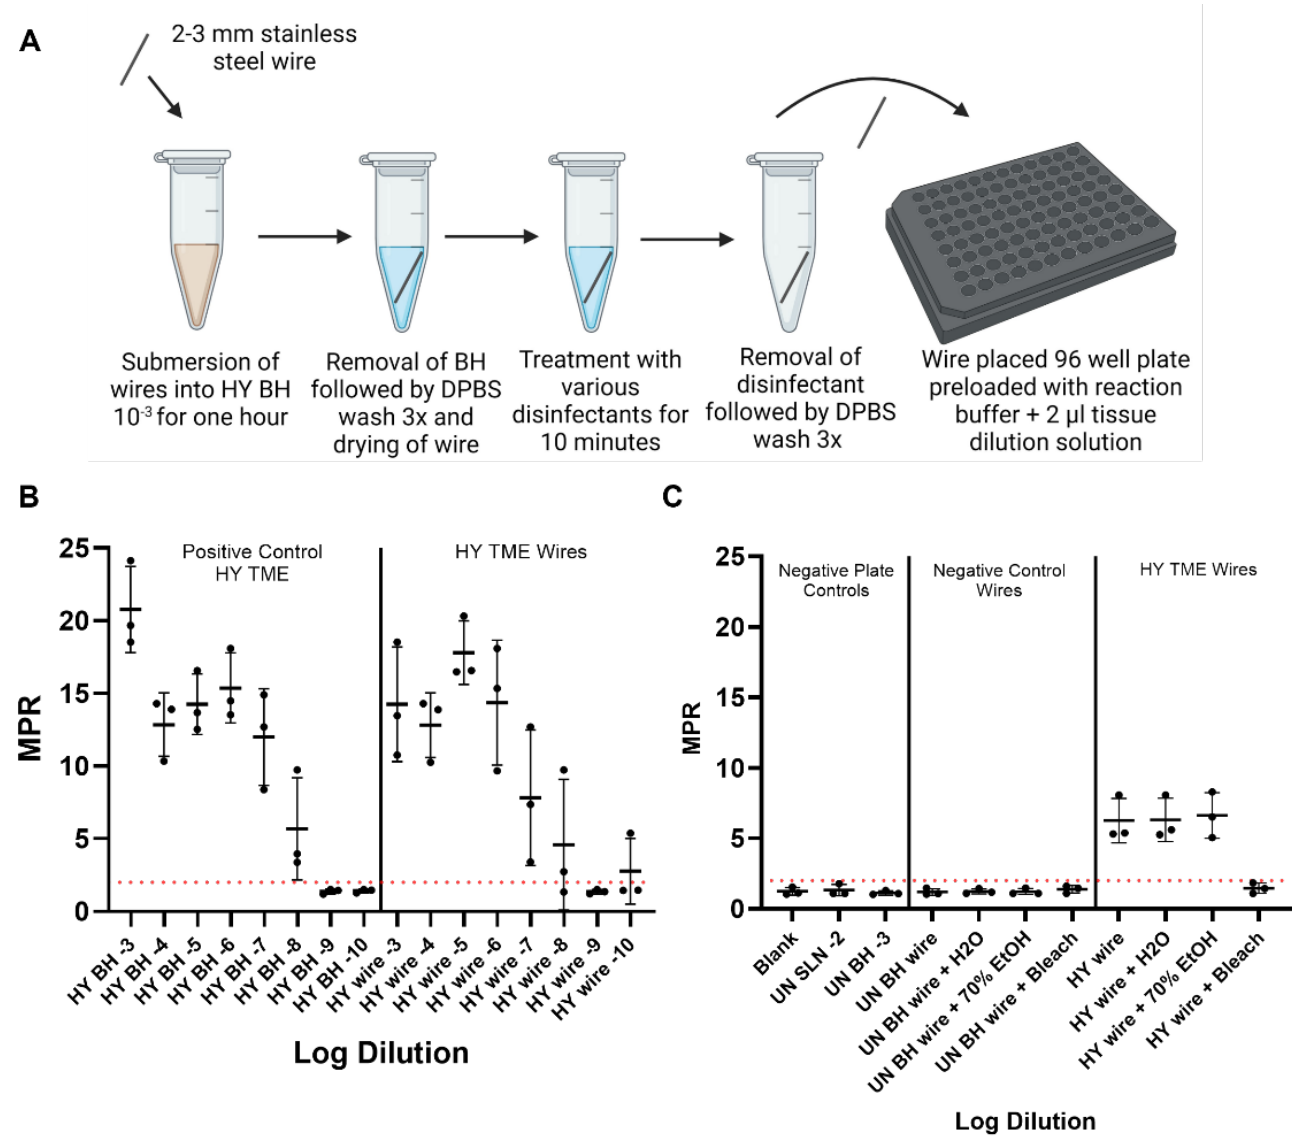 A
2-3 mm stainless
steel wire
Submersion of
wires into HY BH
10-3 for one hour
Removal of BH
followed by DPBS
wash 3x and
drying of wire
Treatment with
various
disinfectants for
10 minutes
Removal of
disinfectant
followed by DPBS
wash 3x
Wire placed 96 well plate
preloaded with reaction
buffer + 2 µl tissue
dilution solution
B
Positive Control
HY TME
HY TME Wires
MPR
25
20
15
10
5
0
HY BH -3
HY BH -4
HY BH -5
HY BH -6
HY BH -7
HY BH -8
HY BH -9
HY BH -10
HY wire -3
HY wire -4
HY wire -5
HY wire -6
HY wire -7
HY wire -8
HY wire -9
HY wire -10
Log Dilution
C
Negative Plate
Controls
Negative Control
Wires
HY TME Wires
MPR
25
20
15
10
5
0
Blank
UN SLN -2
UN BH -3
UN BH wire
UN BH wire + H2O
UN BH wire + 70% EtOH
UN BH wire + Bleach
HY wire
HY wire + H2O
HY wire + 70% EtOH
HY wire + Bleach
Log Dilution